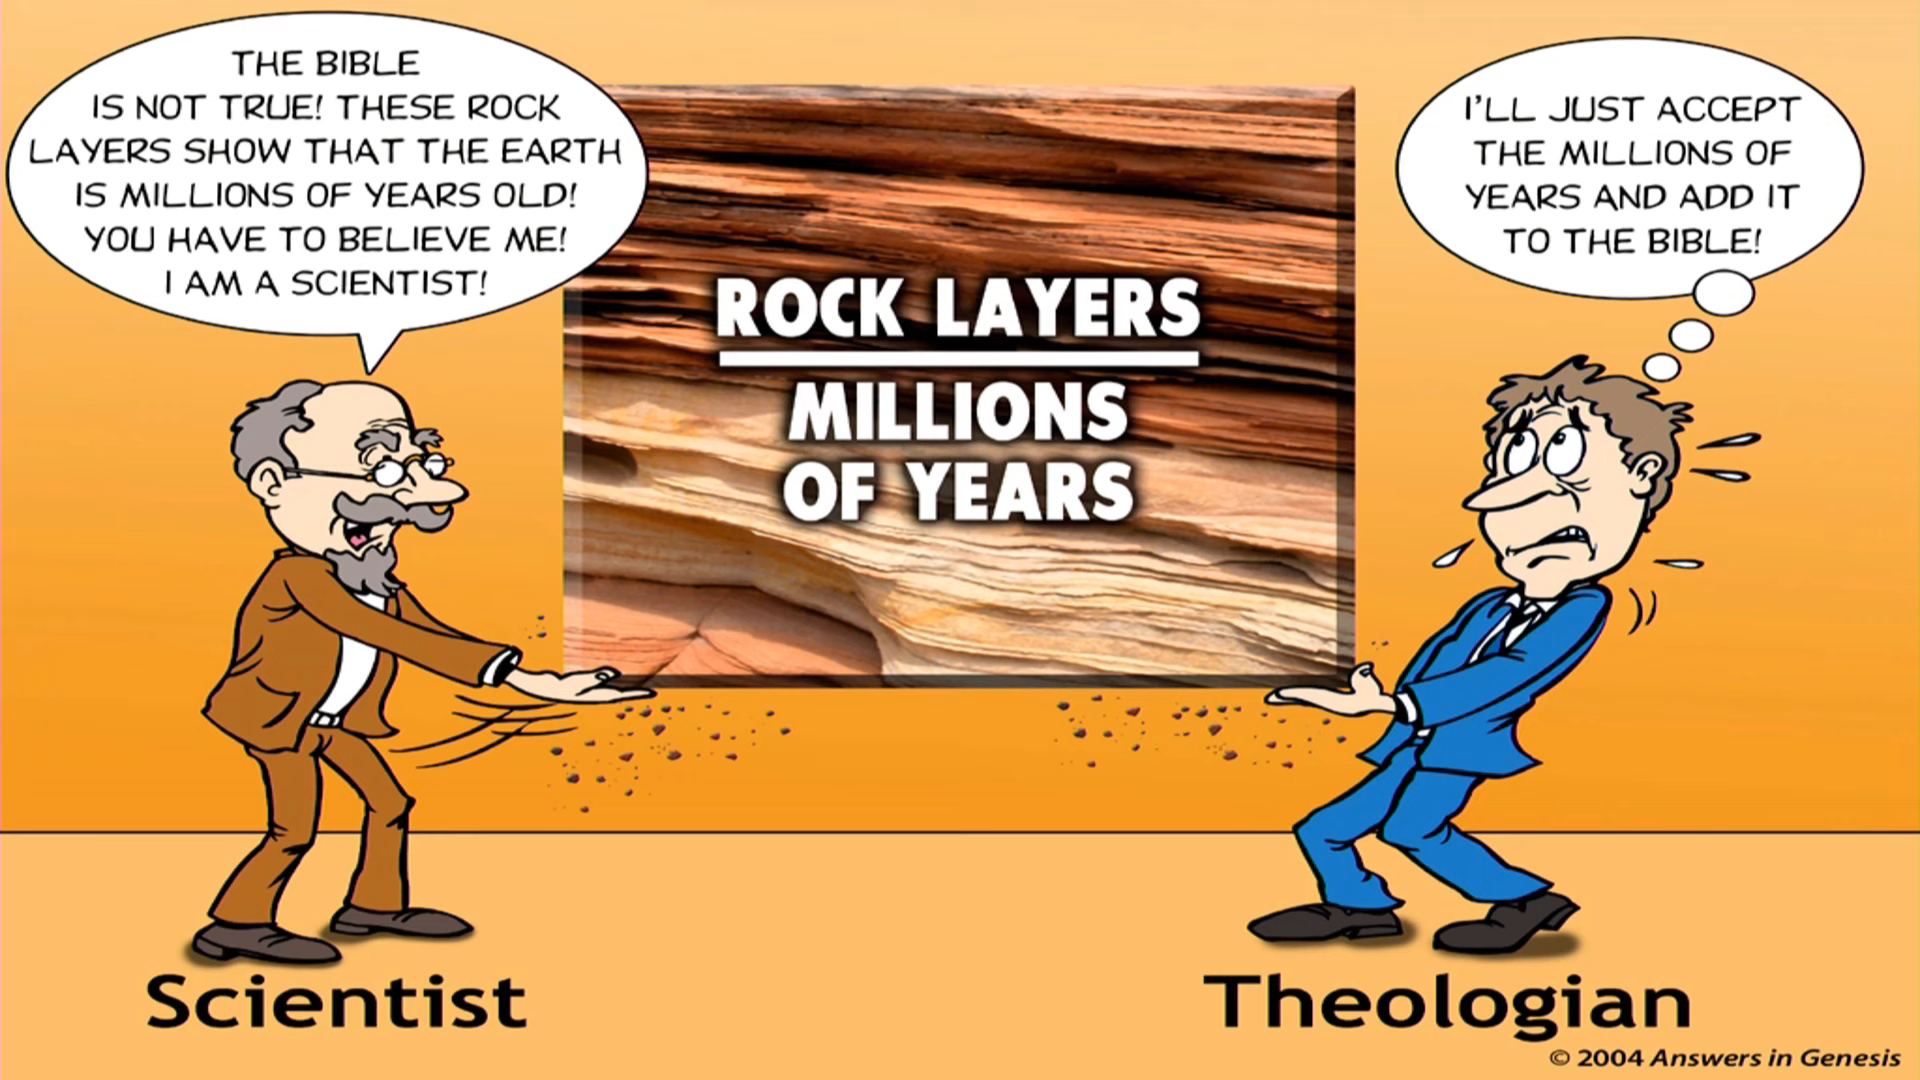 THE BIBLE
IS NOT TRUE! THESE ROCK
LAYERS SHOW THAT THE EARTH
IS MILLIONS OF YEARS OLD!
YOU HAVE TO BELIEVE ME!
I AM A SCIENTIST!
I'LL JUST ACCEPT
THE MILLIONS OF
YEARS AND ADD IT
TO THE BIBLE!
ROCK LAYERS
MILLIONS
OF YEARS
Scientist
Theologian
© 2004 Answers in Genesis